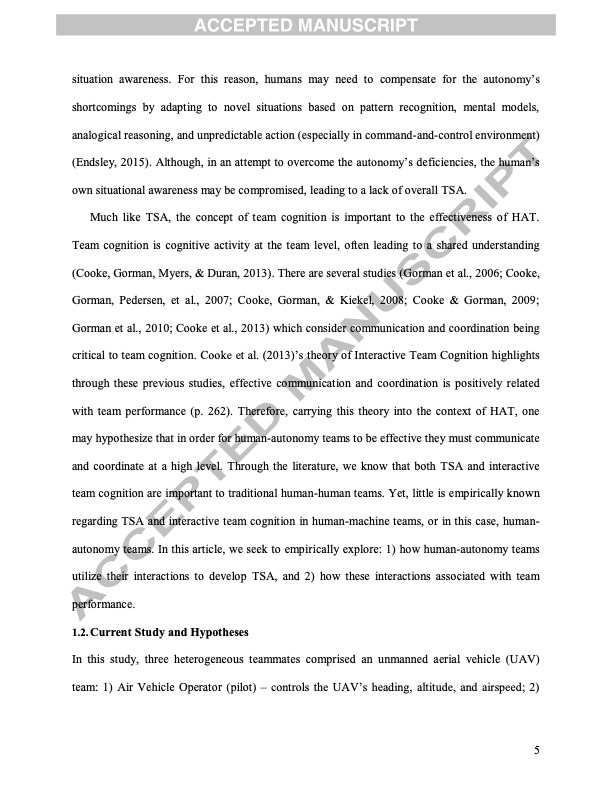 ACCEPTED MANUSCRIPT
situation awareness. For this reason, humans may need to compensate for the autonomy's
shortcomings by adapting to novel situations based on pattern recognition, mental models,
analogical reasoning, and unpredictable action (especially in command-and-control environment)
(Endsley, 2015). Although, in an attempt to overcome the autonomy's deficiencies, the human's
own situational awareness may be compromised, leading to a lack of overall TSA.
Much like TSA, the concept of team cognition is important to the effectiveness of HAT.
Team cognition is cognitive activity at the team level, often leading to a shared understanding
(Cooke, Gorman, Myers, & Duran, 2013). There are several studies (Gorman et al., 2006; Cooke,
Gorman, Pedersen, et al., 2007; Cooke, Gorman, & Kiekel, 2008; Cooke & Gorman, 2009;
Gorman et al., 2010; Cooke et al., 2013) which consider communication and coordination being
critical to team cognition. Cooke et al. (2013)'s theory of Interactive Team Cognition highlights
through these previous studies, effective communication and coordination is positively related
with team performance (p. 262). Therefore, carrying this theory into the context of HAT, one
may hypothesize that in order for human-autonomy teams to be effective they must communicate
and coordinate at a high level. Through the literature, we know that both TSA and interactive
team cognition are important to traditional human-human teams. Yet, little is empirically known
regarding TSA and interactive team cognition in human-machine teams, or in this case, human-
autonomy teams. In this article, we seek to empirically explore: 1) how human-autonomy teams
utilize their interactions to develop TSA, and 2) how these interactions associated with team
performance.
1.2. Current Study and Hypotheses
In this study, three heterogeneous teammates comprised an unmanned aerial vehicle (UAV)
team: 1) Air Vehicle Operator (pilot) – controls the UAV's heading, altitude, and airspeed; 2)
5
ACCEPTED MANUSCRIPT